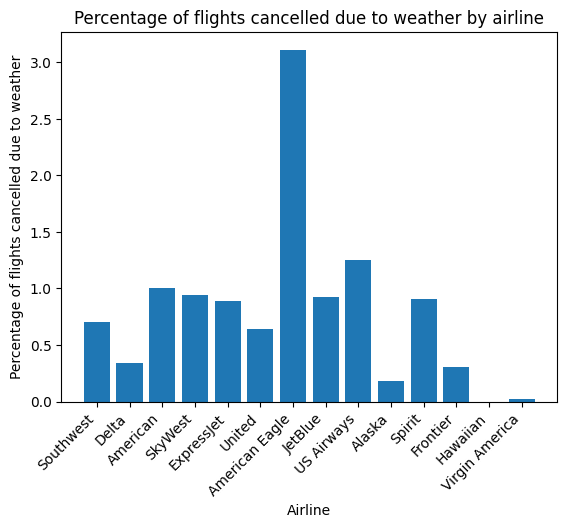 Percentage of flights cancelled due to weather by airline
Percentage of flights cancelled due to weather
3.0
2.5
2.0
1.5
1.0
0.5
0.0
Southwest
Delta
American
SkyWest
ExpressJet
United
American Eagle
JetBlue
US Airways
Alaska
Spirit
Frontier
Hawaiian
Virgin America
Airline